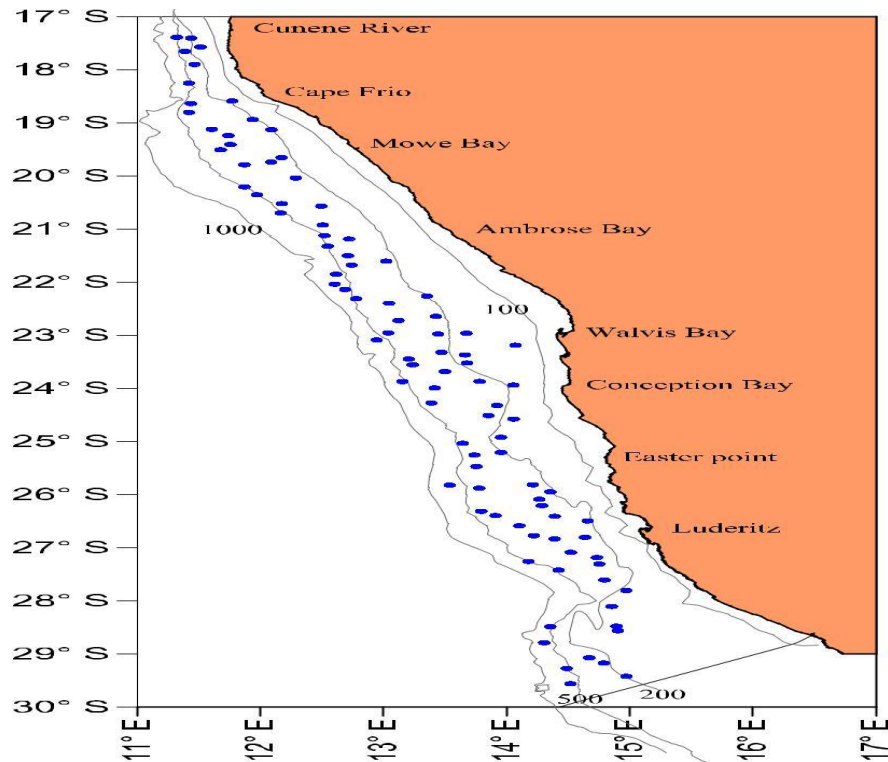 17° S
Cunene River
18° S
Cape Frio
19° S
Mowe Bay
20° S
21° S
1000
Ambrose Bay
22° S
100
23° S
Walvis Bay
24° S
Conception Bay
25° S
Easter point
26° S
Luderitz
27° S
28° S
29° S
30° S
500
200
11°E
12°E
13°E
14°E
15°E
16°E
17°E